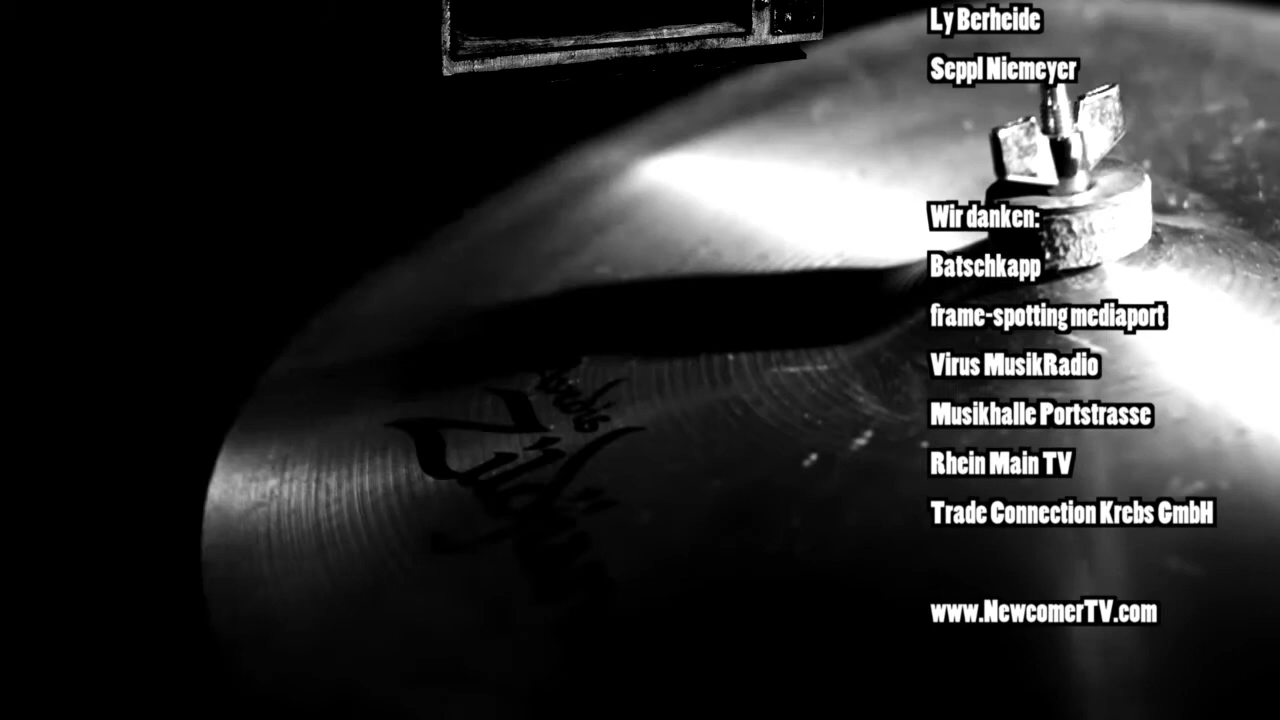 Ly Berheide
Seppl Niemeyer
Wir danken:
Batschkapp
frame-spotting mediaport
Virus MusikRadio
Musikhalle Portstrasse
Rhein Main TV
Trade Connection Krebs GmbH
www.NewcomerTV.com